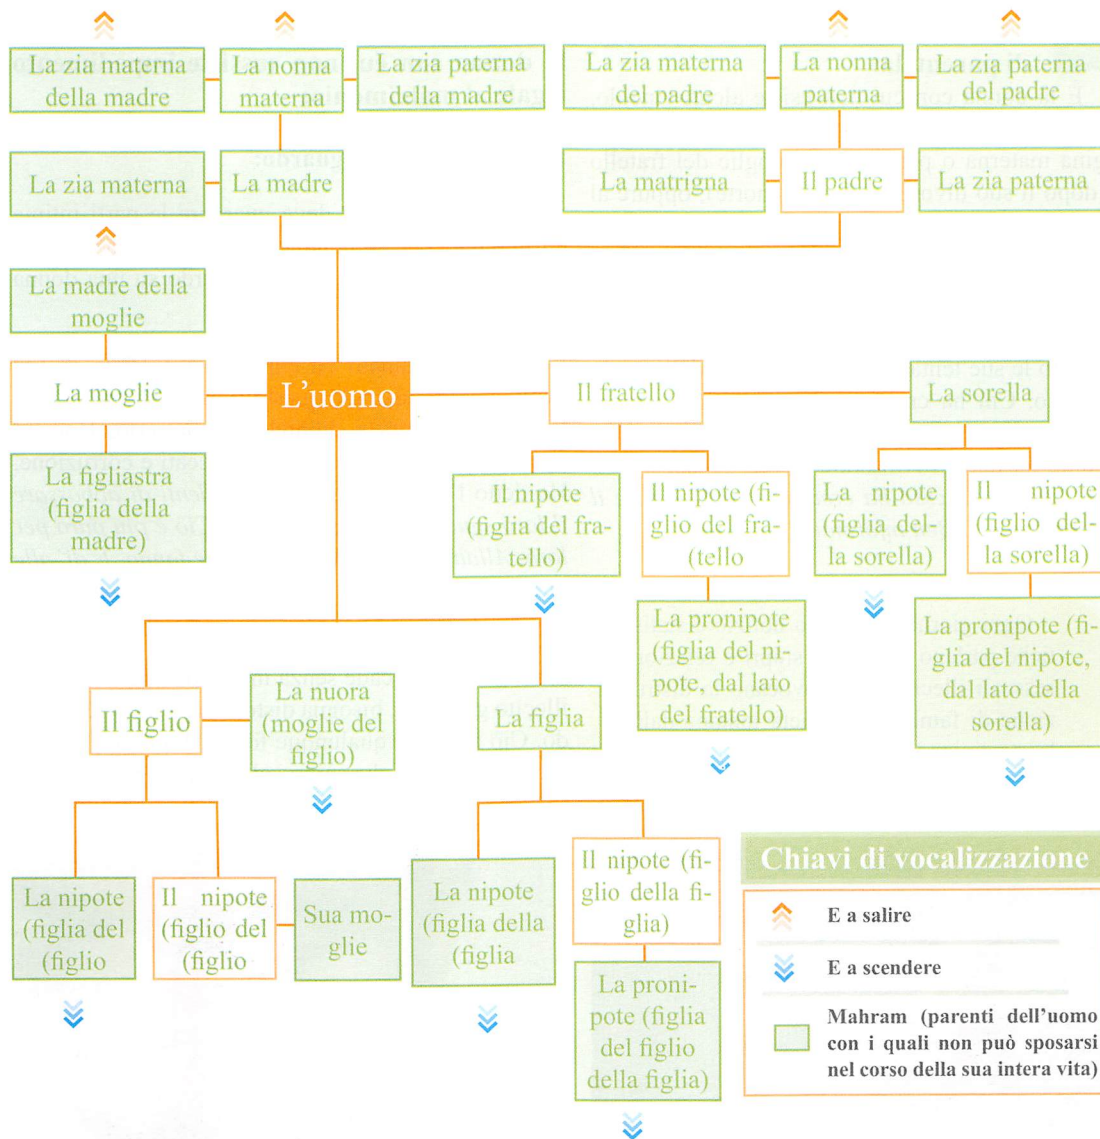 La zia materna
della madre
La nonna
materna
La zia paterna
della madre
La zia materna
del padre
La nonna
paterna
La zia paterna
del padre
La zia materna
La madre
La matrigna
Il padre
La zia paterna
La madre della
moglie
La moglie
L'uomo
Il fratello
La sorella
La figliastra
(figlia della
madre)
Il nipote
(figlia del fra-
tello)
Il nipote (fi-
glio del fra-
(tello
La nipote
(figlia del-
la sorella)
Il nipote
(figlio del-
la sorella)
La pronipote
(figlia del ni-
pote, dal lato
del fratello)
La pronipote (fi-
glia del nipote,
dal lato della
sorella)
Il figlio
La nuora
(moglie del
figlio)
La figlia
La nipote
(figlia del
(figlio
Il nipote
(figlio del
(figlio
Sua mo-
glie
La nipote
(figlia della
(figlia
Il nipote (fi-
glio della fi-
glia)
La proni-
pote (figlia
del figlio
della figlia)
Chiavi di vocalizzazione
E a salire
E a scendere
Mahram (parenti dell'uomo
con i quali non può sposarsi
nel corso della sua intera vita)